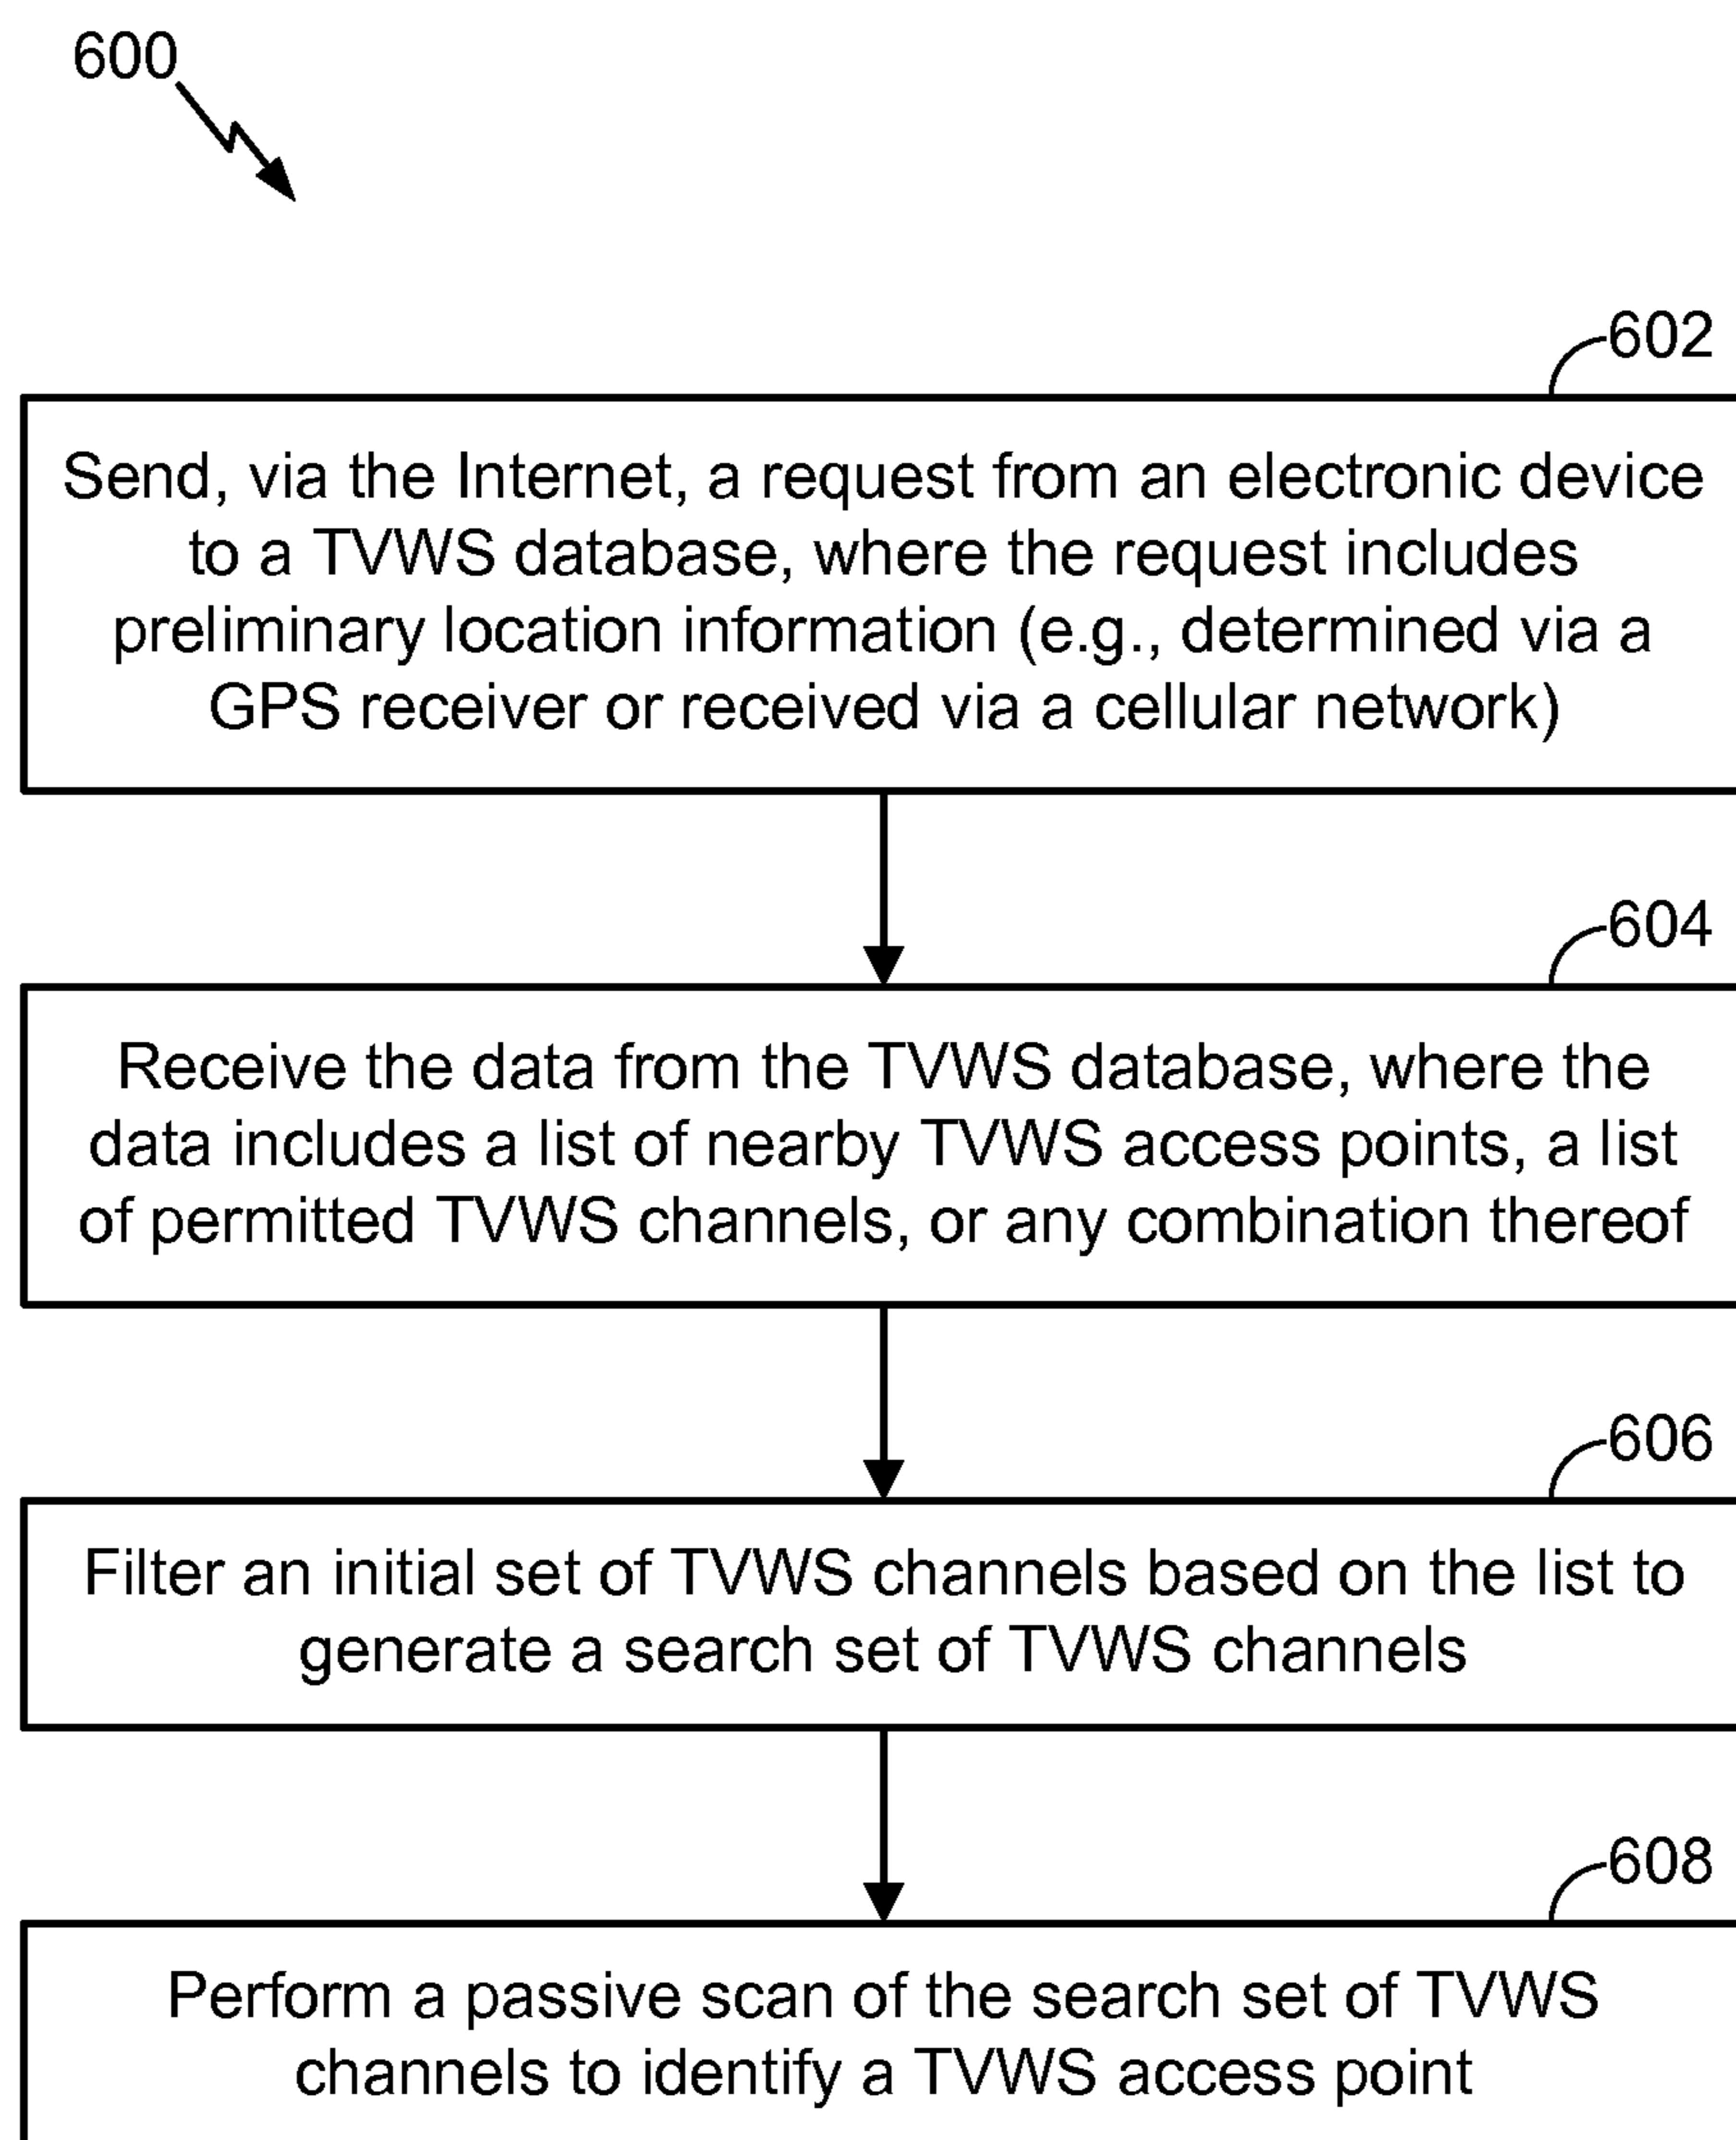 600
602
Send, via the Internet, a request from an electronic device
to a TVWS database, where the request includes
preliminary location information (e.g., determined via a
GPS receiver or received via a cellular network)
604
Receive the data from the TVWS database, where the
data includes a list of nearby TVWS access points, a list
of permitted TVWS channels, or any combination thereof
606
Filter an initial set of TVWS channels based on the list to
generate a search set of TVWS channels
608
Perform a passive scan of the search set of TVWS
channels to identify a TVWS access point